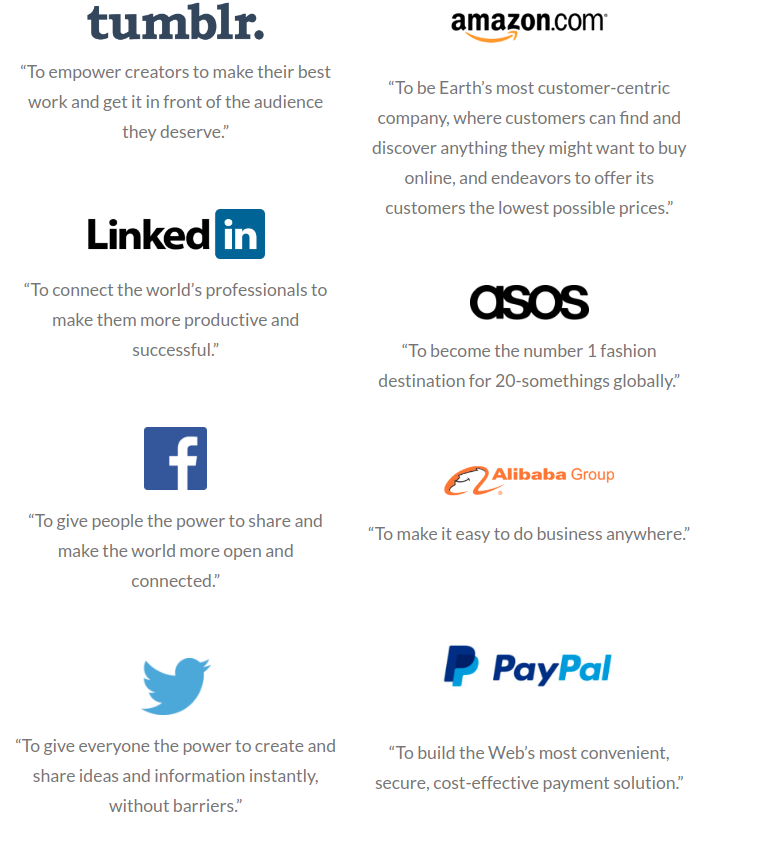 tumblr.
“To empower creators to make their best
work and get it in front of the audience
they deserve.”
Linked in
“To connect the world’s professionals to
make them more productive and
successful.”
f
“To give people the power to share and
make the world more open and
connected.”
“To give everyone the power to create and
share ideas and information instantly,
without barriers.”
amazon.com®
“To be Earth’s most customer-centric
company, where customers can find and
discover anything they might want to buy
online, and endeavors to offer its
customers the lowest possible prices.”
asos
“To become the number 1 fashion
destination for 20-somethings globally.”
Alibaba Group®
“To make it easy to do business anywhere.”
PayPal
“To build the Web’s most convenient,
secure, cost-effective payment solution.”